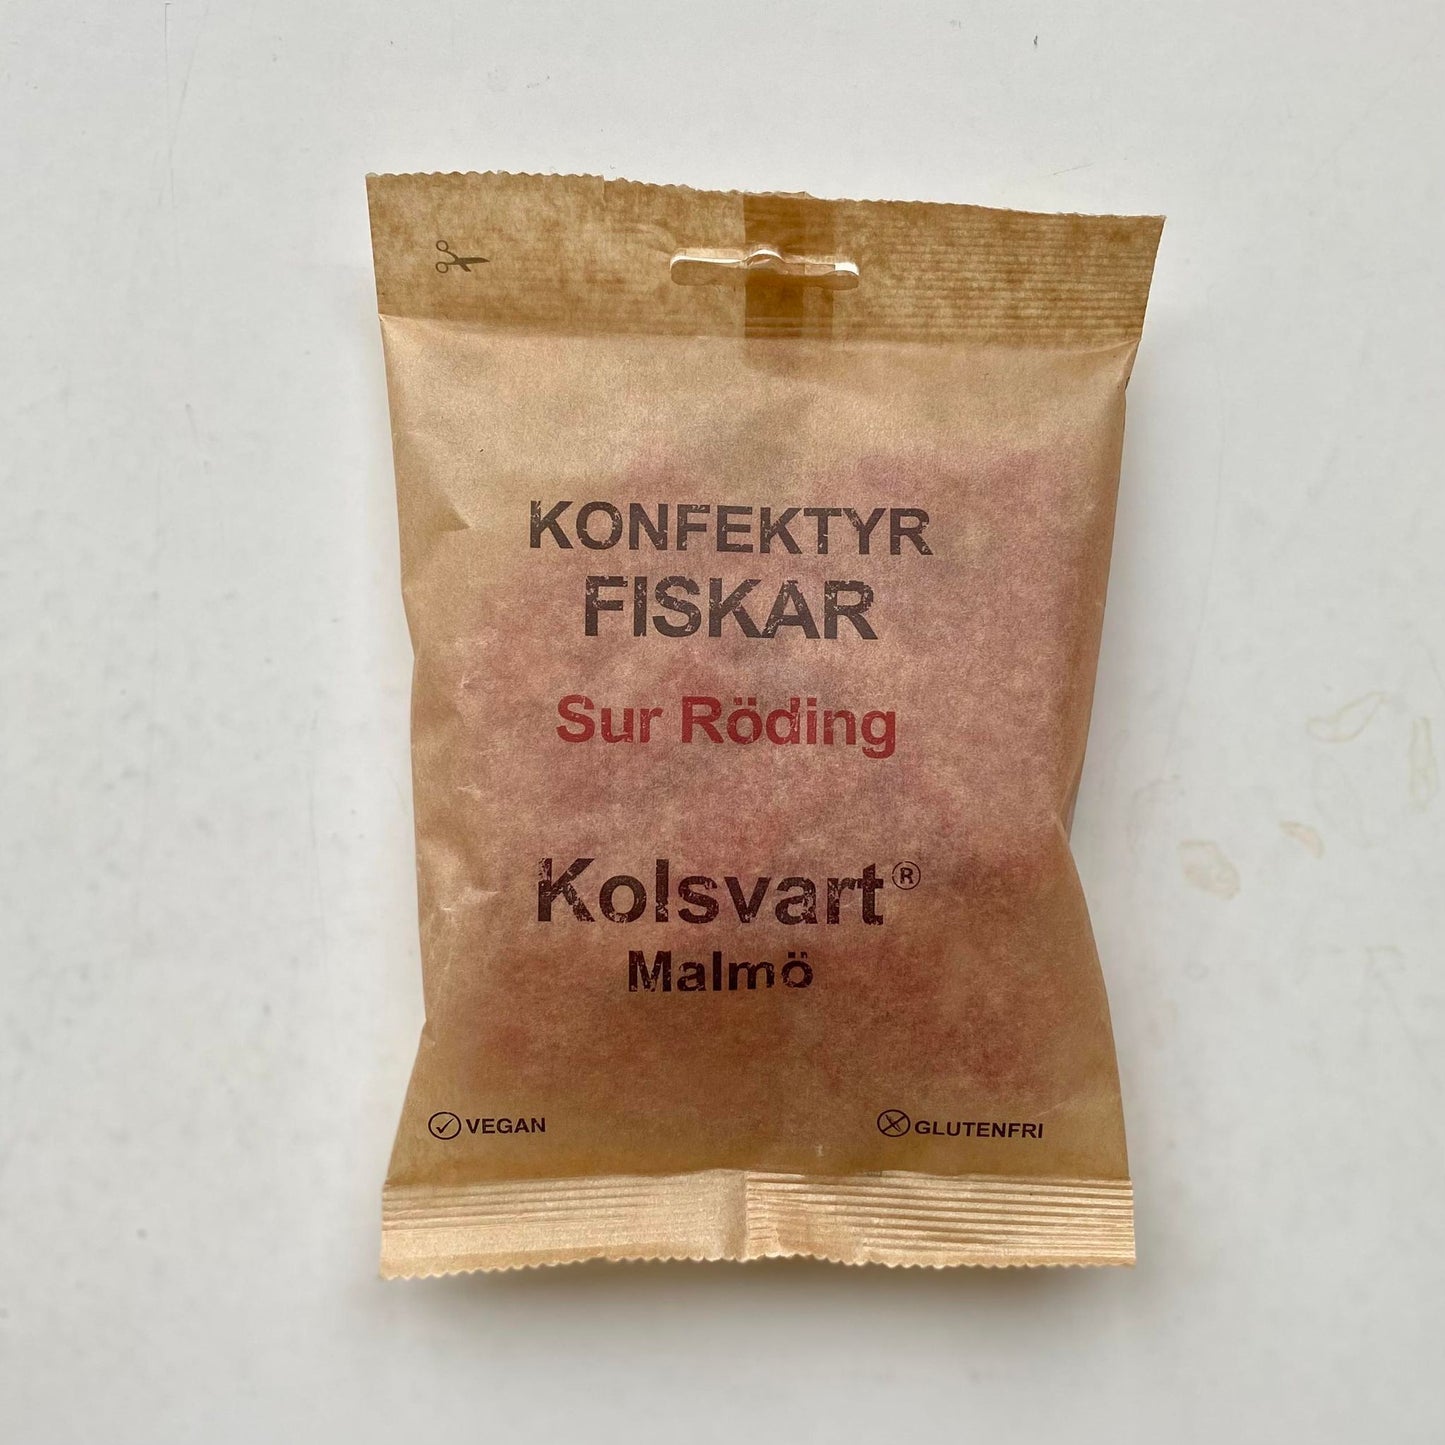 KONFEKTYR
FISKAR
Sur Röding
Kolsvart®
Malmö
VEGAN
GLUTENFRI